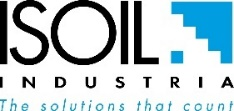 ISOIL
INDUSTRIA
The solutions that count